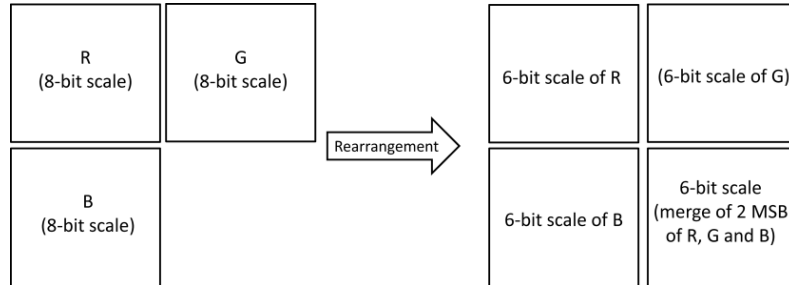 R
(8-bit scale)
G
(8-bit scale)
B
(8-bit scale)
Rearrangement
6-bit scale of R
(6-bit scale of G)
6-bit scale of B
6-bit scale
(merge of 2 MSB
of R, G and B)